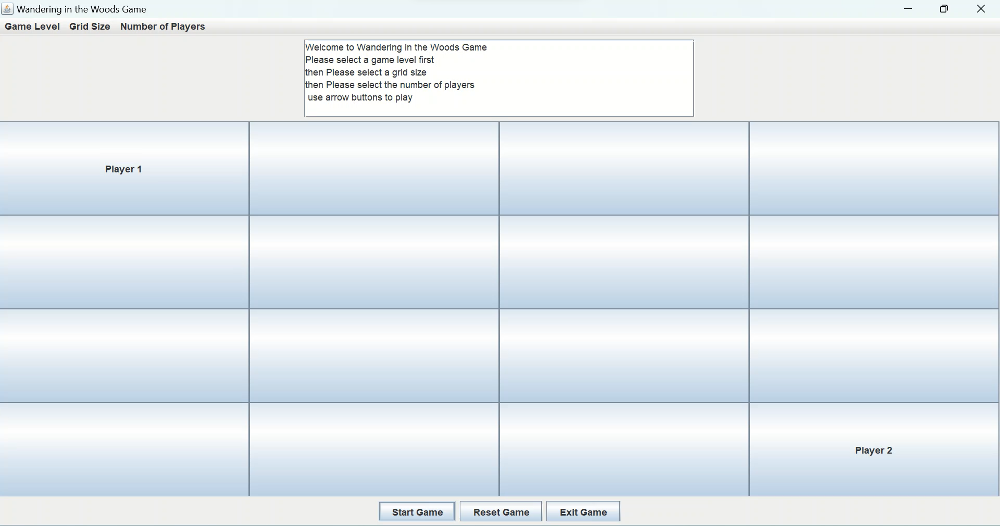 Wandering in the Woods Game
Game Level Grid Size Number of Players
Welcome to Wandering in the Woods Game
Please select a game level first
then Please select a grid size
then Please select the number of players
use arrow buttons to play
Player 1
Player 2
Start Game Reset Game Exit Game